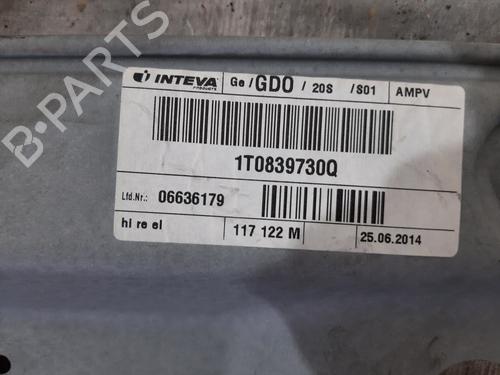 INTEVA
PRODUCTS
Ge / GDO / 20S / S01
AMPV
1T0839730Q
Lfd.Nr.: 06636179
hi re el
117 122 M
25.06.2014
B-PARTS